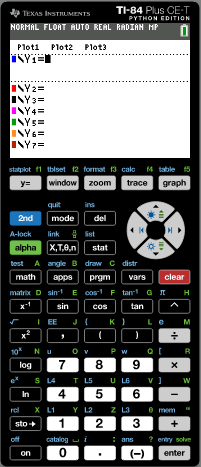 TEXAS INSTRUMENTS TI-84 Plus CE-T
PYTHON EDITION
NORMAL FLOAT AUTO REAL RADIAN MP
Plot1 Plot2 Plot3
\Y1=
\Y2=
\Y3=
\Y4=
\Y5=
\Y6=
\Y7=
statplot f1 tblset f2 format f3 calc f4 table f5
y= window zoom trace graph
quit ins
2nd mode del
A-lock link list
alpha X,T,θ,n stat
test A angle B draw C distr
math apps prgm vars clear
matrix D sin⁻¹ E cos⁻¹ F tan⁻¹ G π H
x⁻¹ sin cos tan ^
√ I EE J { K } L e M
x² , ( ) ÷
10ˣ N u O v P w Q [ R
log 7 8 9 ×
eˣ S L4 T L5 U L6 V ] W
ln 4 5 6 −
rcl X L1 Y L2 Z L3 θ mem "
sto→ 1 2 3 +
off catalog i : ans ? entry solve
on 0 . (−) enter